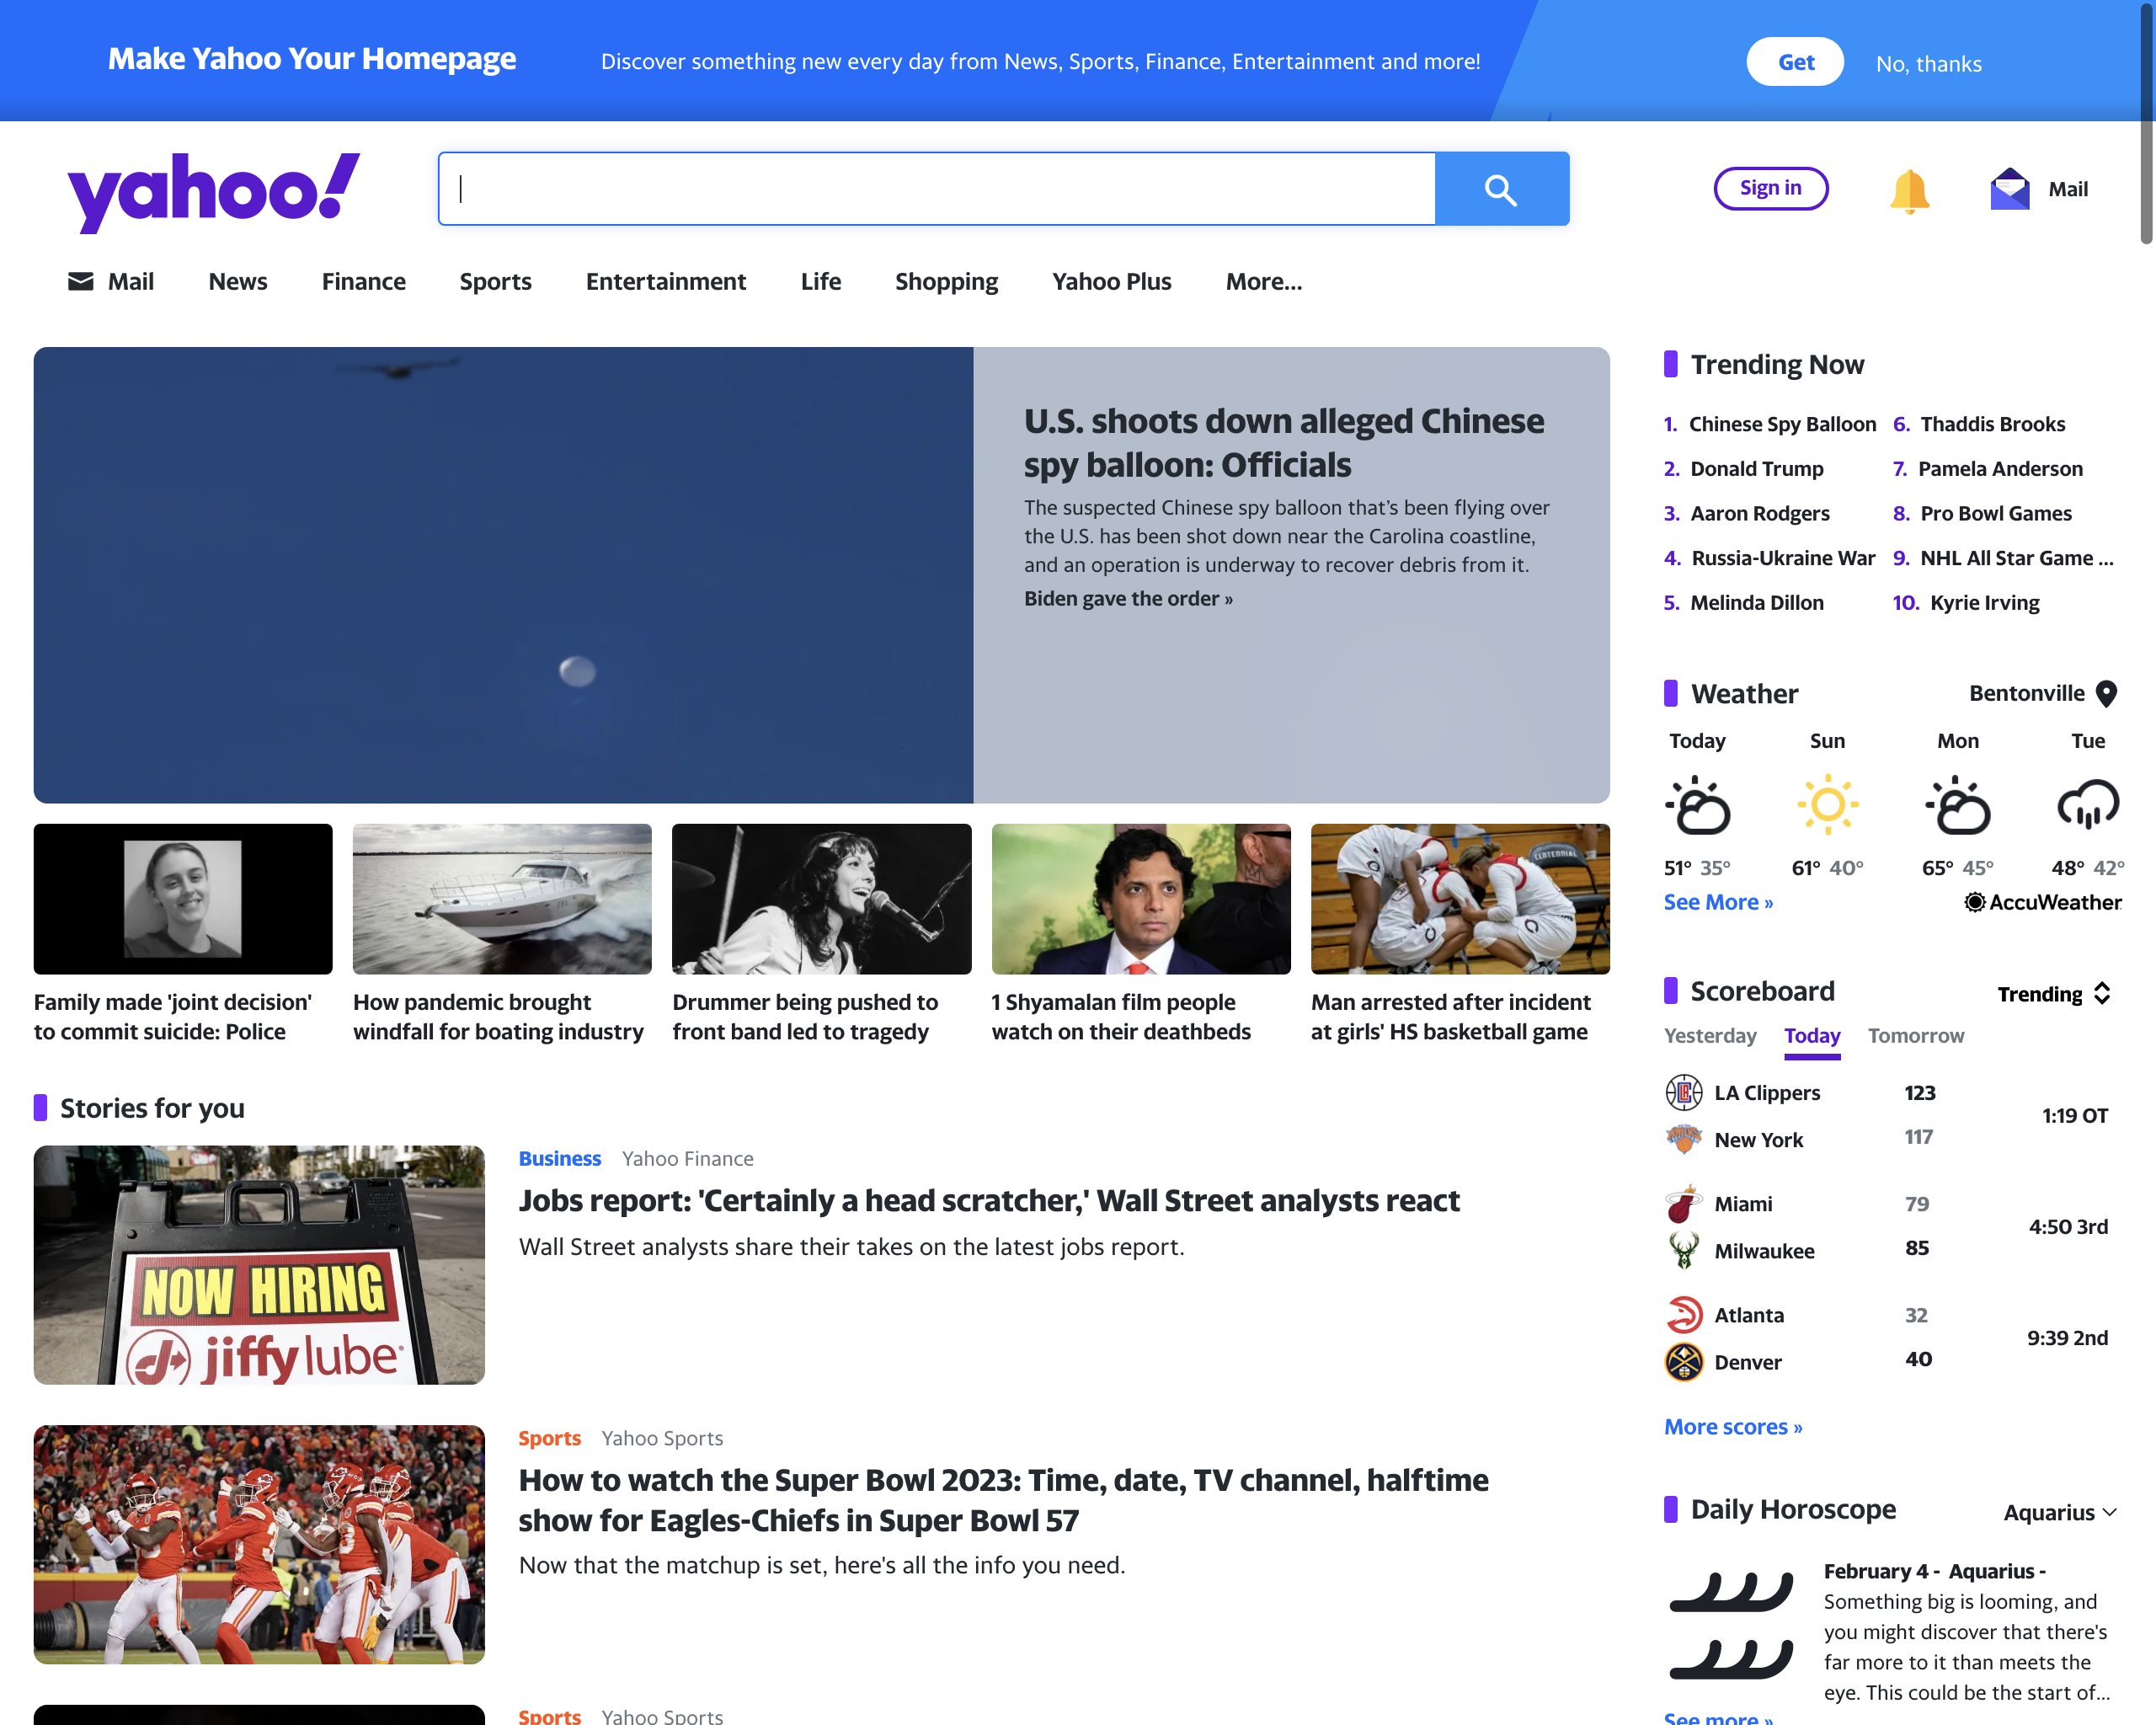 Make Yahoo Your Homepage
Discover something new every day from News, Sports, Finance, Entertainment and more!
Get
No, thanks
yahoo!
Sign in
Mail
Mail
News
Finance
Sports
Entertainment
Life
Shopping
Yahoo Plus
More...
U.S. shoots down alleged Chinese
spy balloon: Officials
The suspected Chinese spy balloon that's been flying over
the U.S. has been shot down near the Carolina coastline,
and an operation is underway to recover debris from it.
Biden gave the order »
CENTENNIAL
Family made 'joint decision'
to commit suicide: Police
How pandemic brought
windfall for boating industry
Drummer being pushed to
front band led to tragedy
1 Shyamalan film people
watch on their deathbeds
Man arrested after incident
at girls' HS basketball game
Stories for you
NOW HIRING
jiffy lube
Business Yahoo Finance
Jobs report: 'Certainly a head scratcher,' Wall Street analysts react
Wall Street analysts share their takes on the latest jobs report.
Sports Yahoo Sports
How to watch the Super Bowl 2023: Time, date, TV channel, halftime
show for Eagles-Chiefs in Super Bowl 57
Now that the matchup is set, here's all the info you need.
Sports Yahoo Sports
Trending Now
1. Chinese Spy Balloon
2. Donald Trump
3. Aaron Rodgers
4. Russia-Ukraine War
5. Melinda Dillon
6. Thaddis Brooks
7. Pamela Anderson
8. Pro Bowl Games
9. NHL All Star Game ...
10. Kyrie Irving
Weather
Bentonville
Today
Sun
Mon
Tue
51° 35°
61° 40°
65° 45°
48° 42°
See More »
AccuWeather
Scoreboard
Trending
Yesterday
Today
Tomorrow
LA Clippers 123
New York 117
1:19 OT
Miami 79
Milwaukee 85
4:50 3rd
Atlanta 32
Denver 40
9:39 2nd
More scores »
Daily Horoscope
Aquarius
February 4 - Aquarius -
Something big is looming, and
you might discover that there's
far more to it than meets the
eye. This could be the start of...
See more »